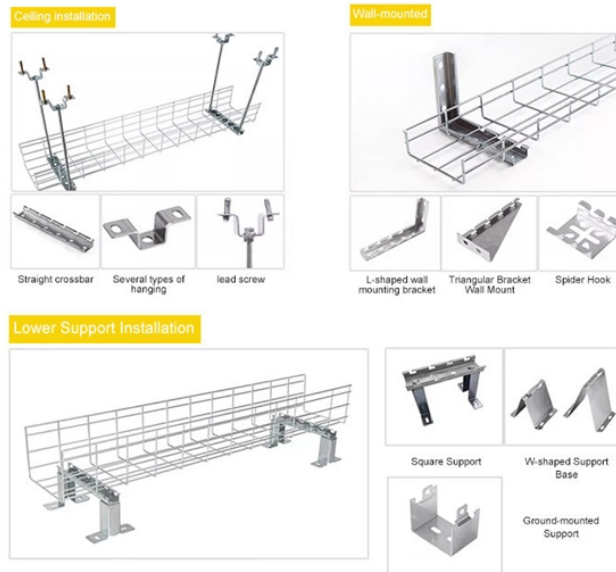 Ceiling installation
Wall-mounted
Straight crossbar
Several types of
hanging
lead screw
L-shaped wall
mounting bracket
Triangular Bracket
Wall Mount
Spider Hook
Lower Support Installation
Square Support
W-shaped Support
Base
Ground-mounted
Support